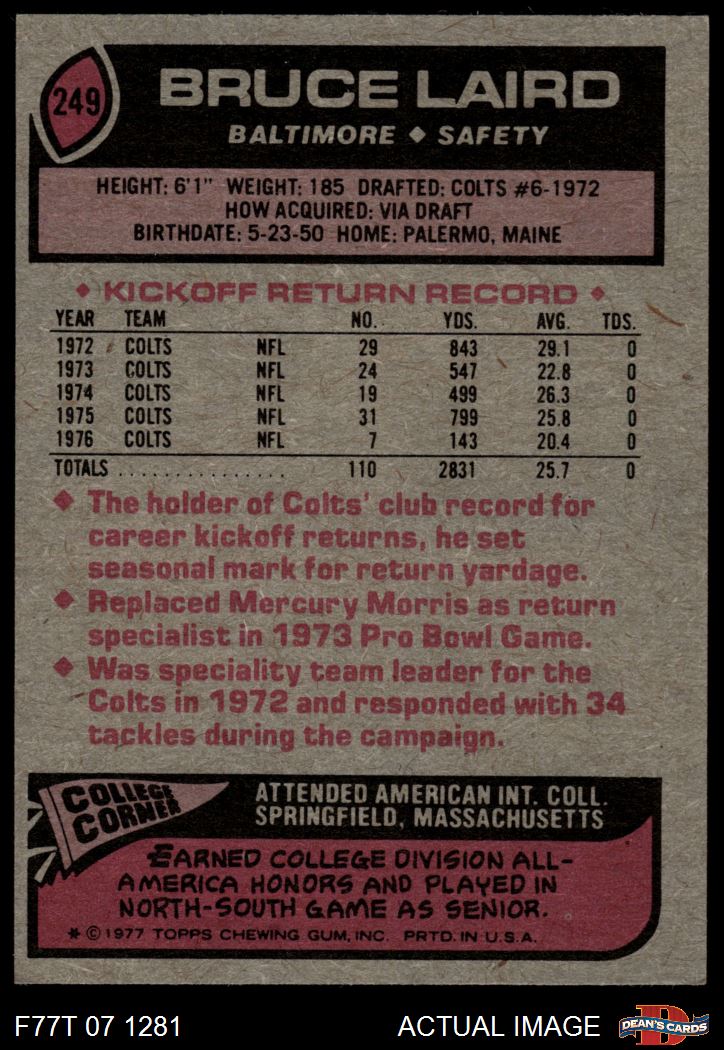 249
BRUCE LAIRD
BALTIMORE ◆ SAFETY
HEIGHT: 6'1" WEIGHT: 185 DRAFTED: COLTS #6-1972
HOW ACQUIRED: VIA DRAFT
BIRTHDATE: 5-23-50 HOME: PALERMO, MAINE
◆ KICKOFF RETURN RECORD ◆
YEAR TEAM NO. YDS. AVG. TDS.
1972 COLTS NFL 29 843 29.1 0
1973 COLTS NFL 24 547 22.8 0
1974 COLTS NFL 19 499 26.3 0
1975 COLTS NFL 31 799 25.8 0
1976 COLTS NFL 7 143 20.4 0
TOTALS . . . . . . . . . . . . . . . . 110 2831 25.7 0
◆ The holder of Colts' club record for
career kickoff returns, he set
seasonal mark for return yardage.
◆ Replaced Mercury Morris as return
specialist in 1973 Pro Bowl Game.
◆ Was speciality team leader for the
Colts in 1972 and responded with 34
tackles during the campaign.
COLLEGE
CORNER
ATTENDED AMERICAN INT. COLL.
SPRINGFIELD, MASSACHUSETTS
EARNED COLLEGE DIVISION ALL-
AMERICA HONORS AND PLAYED IN
NORTH-SOUTH GAME AS SENIOR.
* © 1977 TOPPS CHEWING GUM, INC. PRTD. IN U.S.A.
F77T 07 1281 ACTUAL IMAGE
D
DEAN'S CARDS